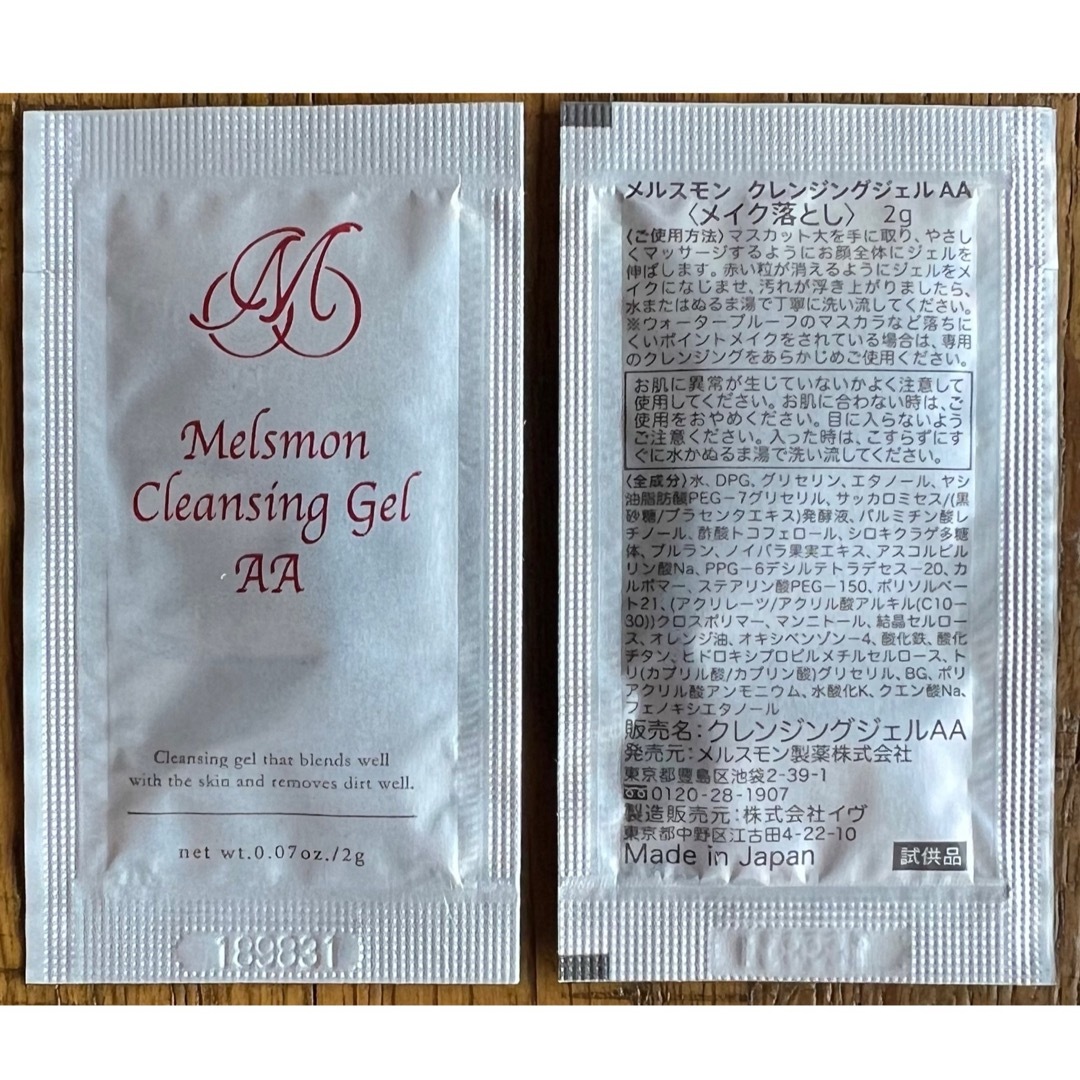 M
Melsmon
Cleansing Gel
AA
Cleansing gel that blends well
with the skin and removes dirt well.
net wt.0.07oz./2g
189831
メルスモン クレンジングジェルAA
〈メイク落とし〉 2g
〈ご使用方法〉マスカット大を手に取り、やさし
くマッサージするようにお顔全体にジェルを
伸ばします。赤い粒が消えるようにジェルをメ
イクになじませ、汚れが浮き上がりましたら、
水またはぬるま湯で丁寧に洗い流してください。
※ウォータープルーフのマスカラなど落ちに
くいポイントメイクをされている場合は、専用
のクレンジングをあらかじめご使用ください。
お肌に異常が生じていないかよく注意して
使用してください。お肌に合わない時は、ご
使用をおやめください。目に入らないよう
ご注意ください。入った時は、こすらずにす
ぐに水かぬるま湯で洗い流してください。
〈全成分〉水、DPG、グリセリン、エタノール、ヤシ
油脂肪酸PEG－7グリセリル、サッカロミセス/(黒
砂糖/プラセンタエキス)発酵液、パルミチン酸レ
チノール、酢酸トコフェロール、シロキクラゲ多糖
体、プルラン、ノイバラ果実エキス、アスコルビル
リン酸Na、PPG－6デシルテトラデセス－20、カ
ルボマー、ステアリン酸PEG－150、ポリソルベー
ト21、(アクリレーツ/アクリル酸アルキル(C10－
30))クロスポリマー、マンニトール、結晶セルロー
ス、オレンジ油、オキシベンゾン－4、酸化鉄、酸化
チタン、ヒドロキシプロピルメチルセルロース、ト
リ(カプリル酸/カプリン酸)グリセリル、BG、ポリ
アクリル酸アンモニウム、水酸化K、クエン酸Na、
フェノキシエタノール
販売名：クレンジングジェルAA
発売元：メルスモン製薬株式会社
東京都豊島区池袋2-39-1
0120-28-1907
製造販売元：株式会社イヴ
東京都中野区江古田4-22-10
Made in Japan
試供品